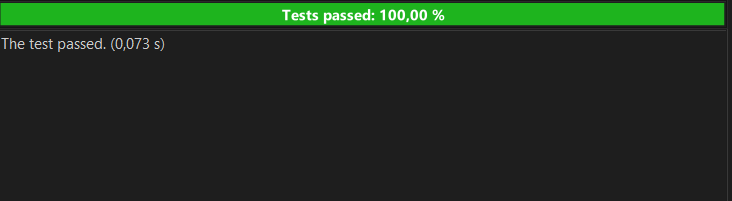 Tests passed: 100,00 %
The test passed. (0,073 s)